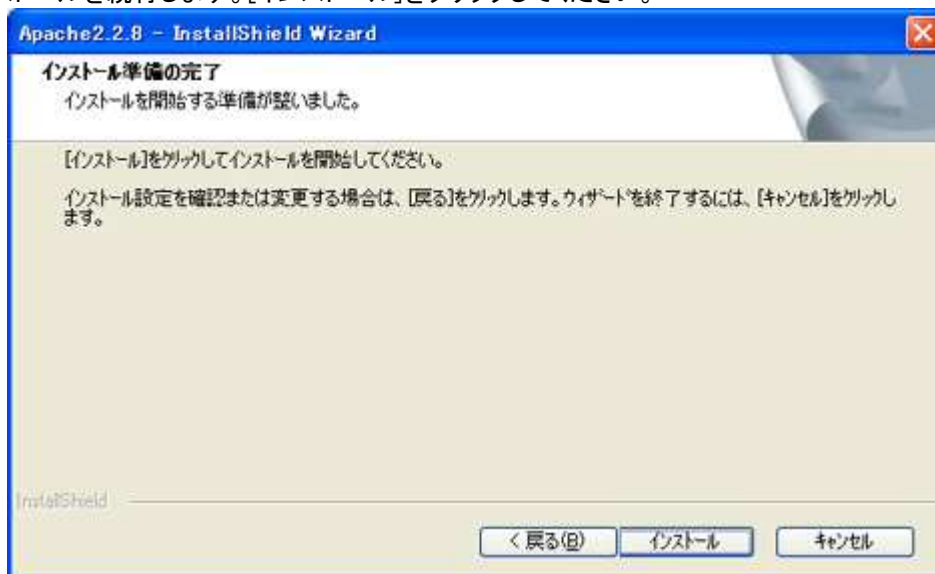 Apache2.2.8 - InstallShield Wizard
インストール準備の完了
インストールを開始する準備が整いました。
[インストール]をクリックしてインストールを開始してください。
インストール設定を確認または変更する場合は、[戻る]をクリックします。ウィザードを終了するには、[キャンセル]をクリックし
ます。
InstallShield
< 戻る(B)
インストール
キャンセル